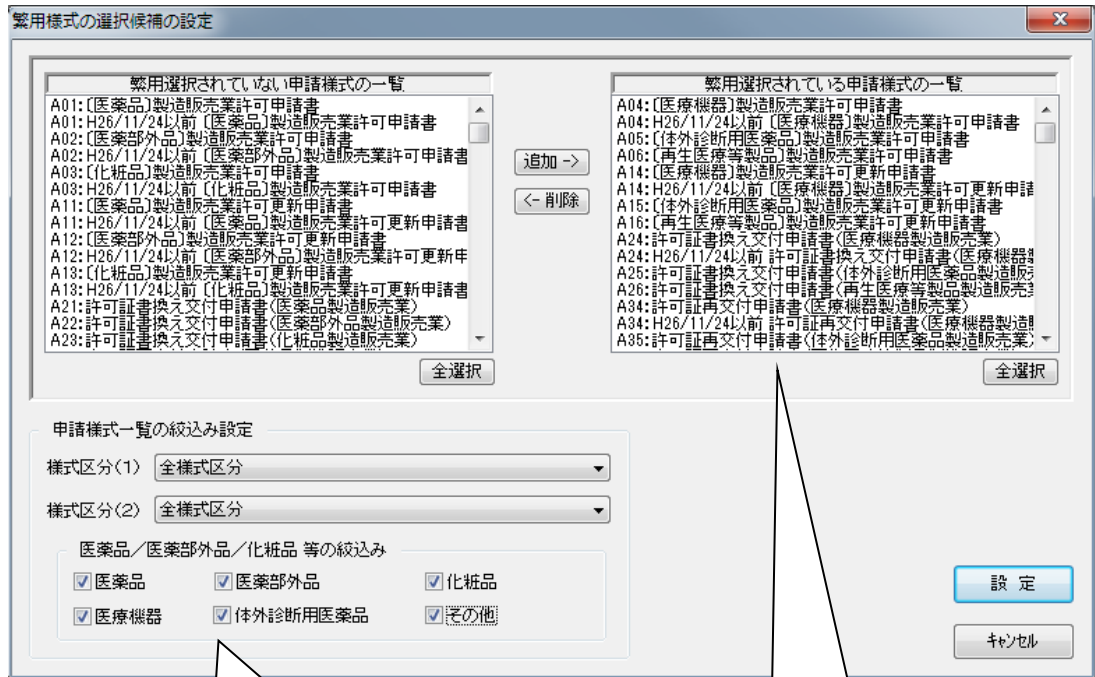 繁用様式の選択候補の設定
繁用選択されていない申請様式の一覧
A01:〔医薬品〕製造販売業許可申請書
A01:H26/11/24以前〔医薬品〕製造販売業許可申請書
A02:〔医薬部外品〕製造販売業許可申請書
A02:H26/11/24以前〔医薬部外品〕製造販売業許可申請書
A03:〔化粧品〕製造販売業許可申請書
A03:H26/11/24以前〔化粧品〕製造販売業許可申請書
A11:〔医薬品〕製造販売業許可更新申請書
A11:H26/11/24以前〔医薬品〕製造販売業許可更新申請書
A12:〔医薬部外品〕製造販売業許可更新申請書
A12:H26/11/24以前〔医薬部外品〕製造販売業許可更新申
A13:〔化粧品〕製造販売業許可更新申請書
A13:H26/11/24以前〔化粧品〕製造販売業許可更新申請書
A21:許可証書換え交付申請書(医薬品製造販売業)
A22:許可証書換え交付申請書(医薬部外品製造販売業)
A23:許可証書換え交付申請書(化粧品製造販売業)
全選択
追加 ->
<- 削除
繁用選択されている申請様式の一覧
A04:〔医療機器〕製造販売業許可申請書
A04:H26/11/24以前〔医療機器〕製造販売業許可申請書
A05:〔体外診断用医薬品〕製造販売業許可申請書
A06:〔再生医療等製品〕製造販売業許可申請書
A14:〔医療機器〕製造販売業許可更新申請書
A14:H26/11/24以前〔医療機器〕製造販売業許可更新申請
A15:〔体外診断用医薬品〕製造販売業許可更新申請書
A16:〔再生医療等製品〕製造販売業許可更新申請書
A24:許可証書換え交付申請書(医療機器製造販売業)
A24:H26/11/24以前 許可証書換え交付申請書(医療機器製
A25:許可証書換え交付申請書(体外診断用医薬品製造販売
A26:許可証書換え交付申請書(再生医療等製品製造販売業
A34:許可証再交付申請書(医療機器製造販売業)
A34:H26/11/24以前 許可証再交付申請書(医療機器製造販
A35:許可証再交付申請書(体外診断用医薬品製造販売業)
全選択
申請様式一覧の絞込み設定
様式区分(1) 全様式区分
様式区分(2) 全様式区分
医薬品/医薬部外品/化粧品 等の絞込み
医薬品 医薬部外品 化粧品
医療機器 体外診断用医薬品 その他
設 定
キャンセル